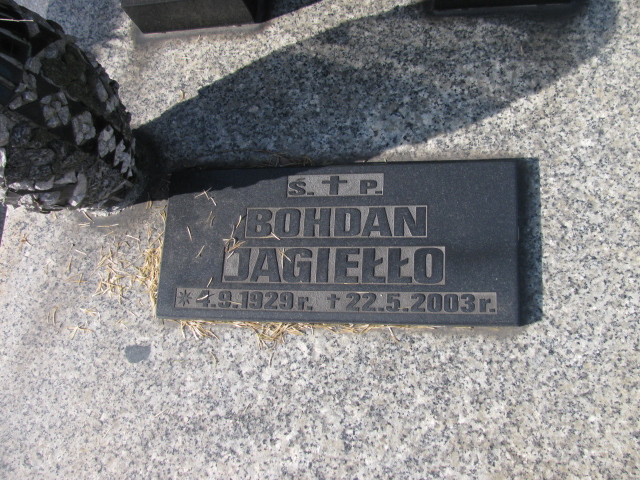 Ś. ✝ P.
BOHDAN
JAGIEŁŁO
* 4.9.1929 r. ✝ 22.5.2003 r.